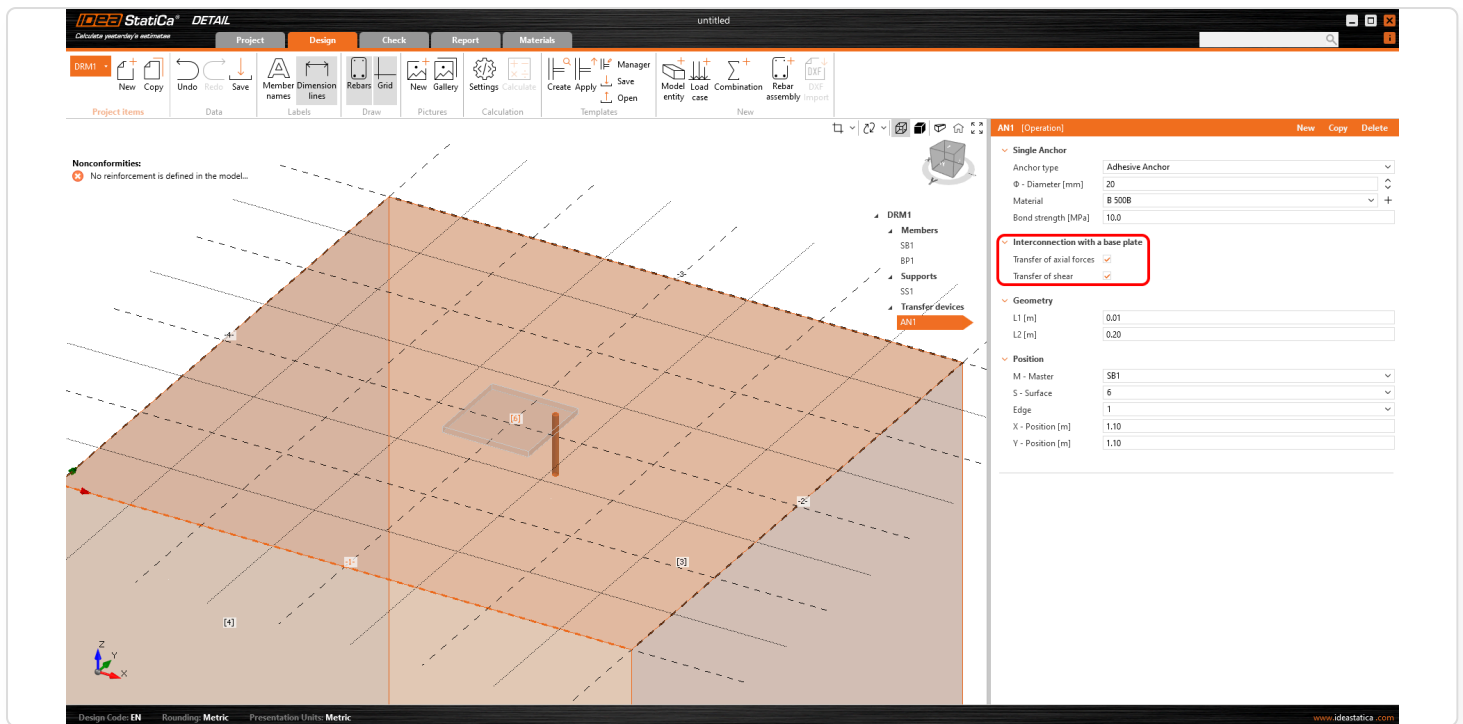 IDEA StatiCa® DETAIL
Calculate yesterday's estimates
untitled
Project Design Check Report Materials
DRM1
New Copy
Undo Redo Save
Member names
Dimension lines
Rebars Grid
New Gallery
Settings Calculate
Create Apply
Manager
Save
Open
Model entity
Load case
Combination
Rebar assembly
DXF Import
Project items Data Labels Draw Pictures Calculation Templates New
Nonconformities:
No reinforcement is defined in the model...
DRM1
Members
SB1
BP1
Supports
SS1
Transfer devices
AN1
-3-
-4-
[6]
-2-
-1-
[3]
[4]
Z
Y
X
AN1 [Operation] New Copy Delete
Single Anchor
Anchor type Adhesive Anchor
Φ - Diameter [mm] 20
Material B 500B
Bond strength [MPa] 10.0
Interconnection with a base plate
Transfer of axial forces
Transfer of shear
Geometry
L1 [m] 0.01
L2 [m] 0.20
Position
M - Master SB1
S - Surface 6
Edge 1
X - Position [m] 1.10
Y - Position [m] 1.10
Design Code: EN Rounding: Metric Presentation Units: Metric
www.ideastatica.com